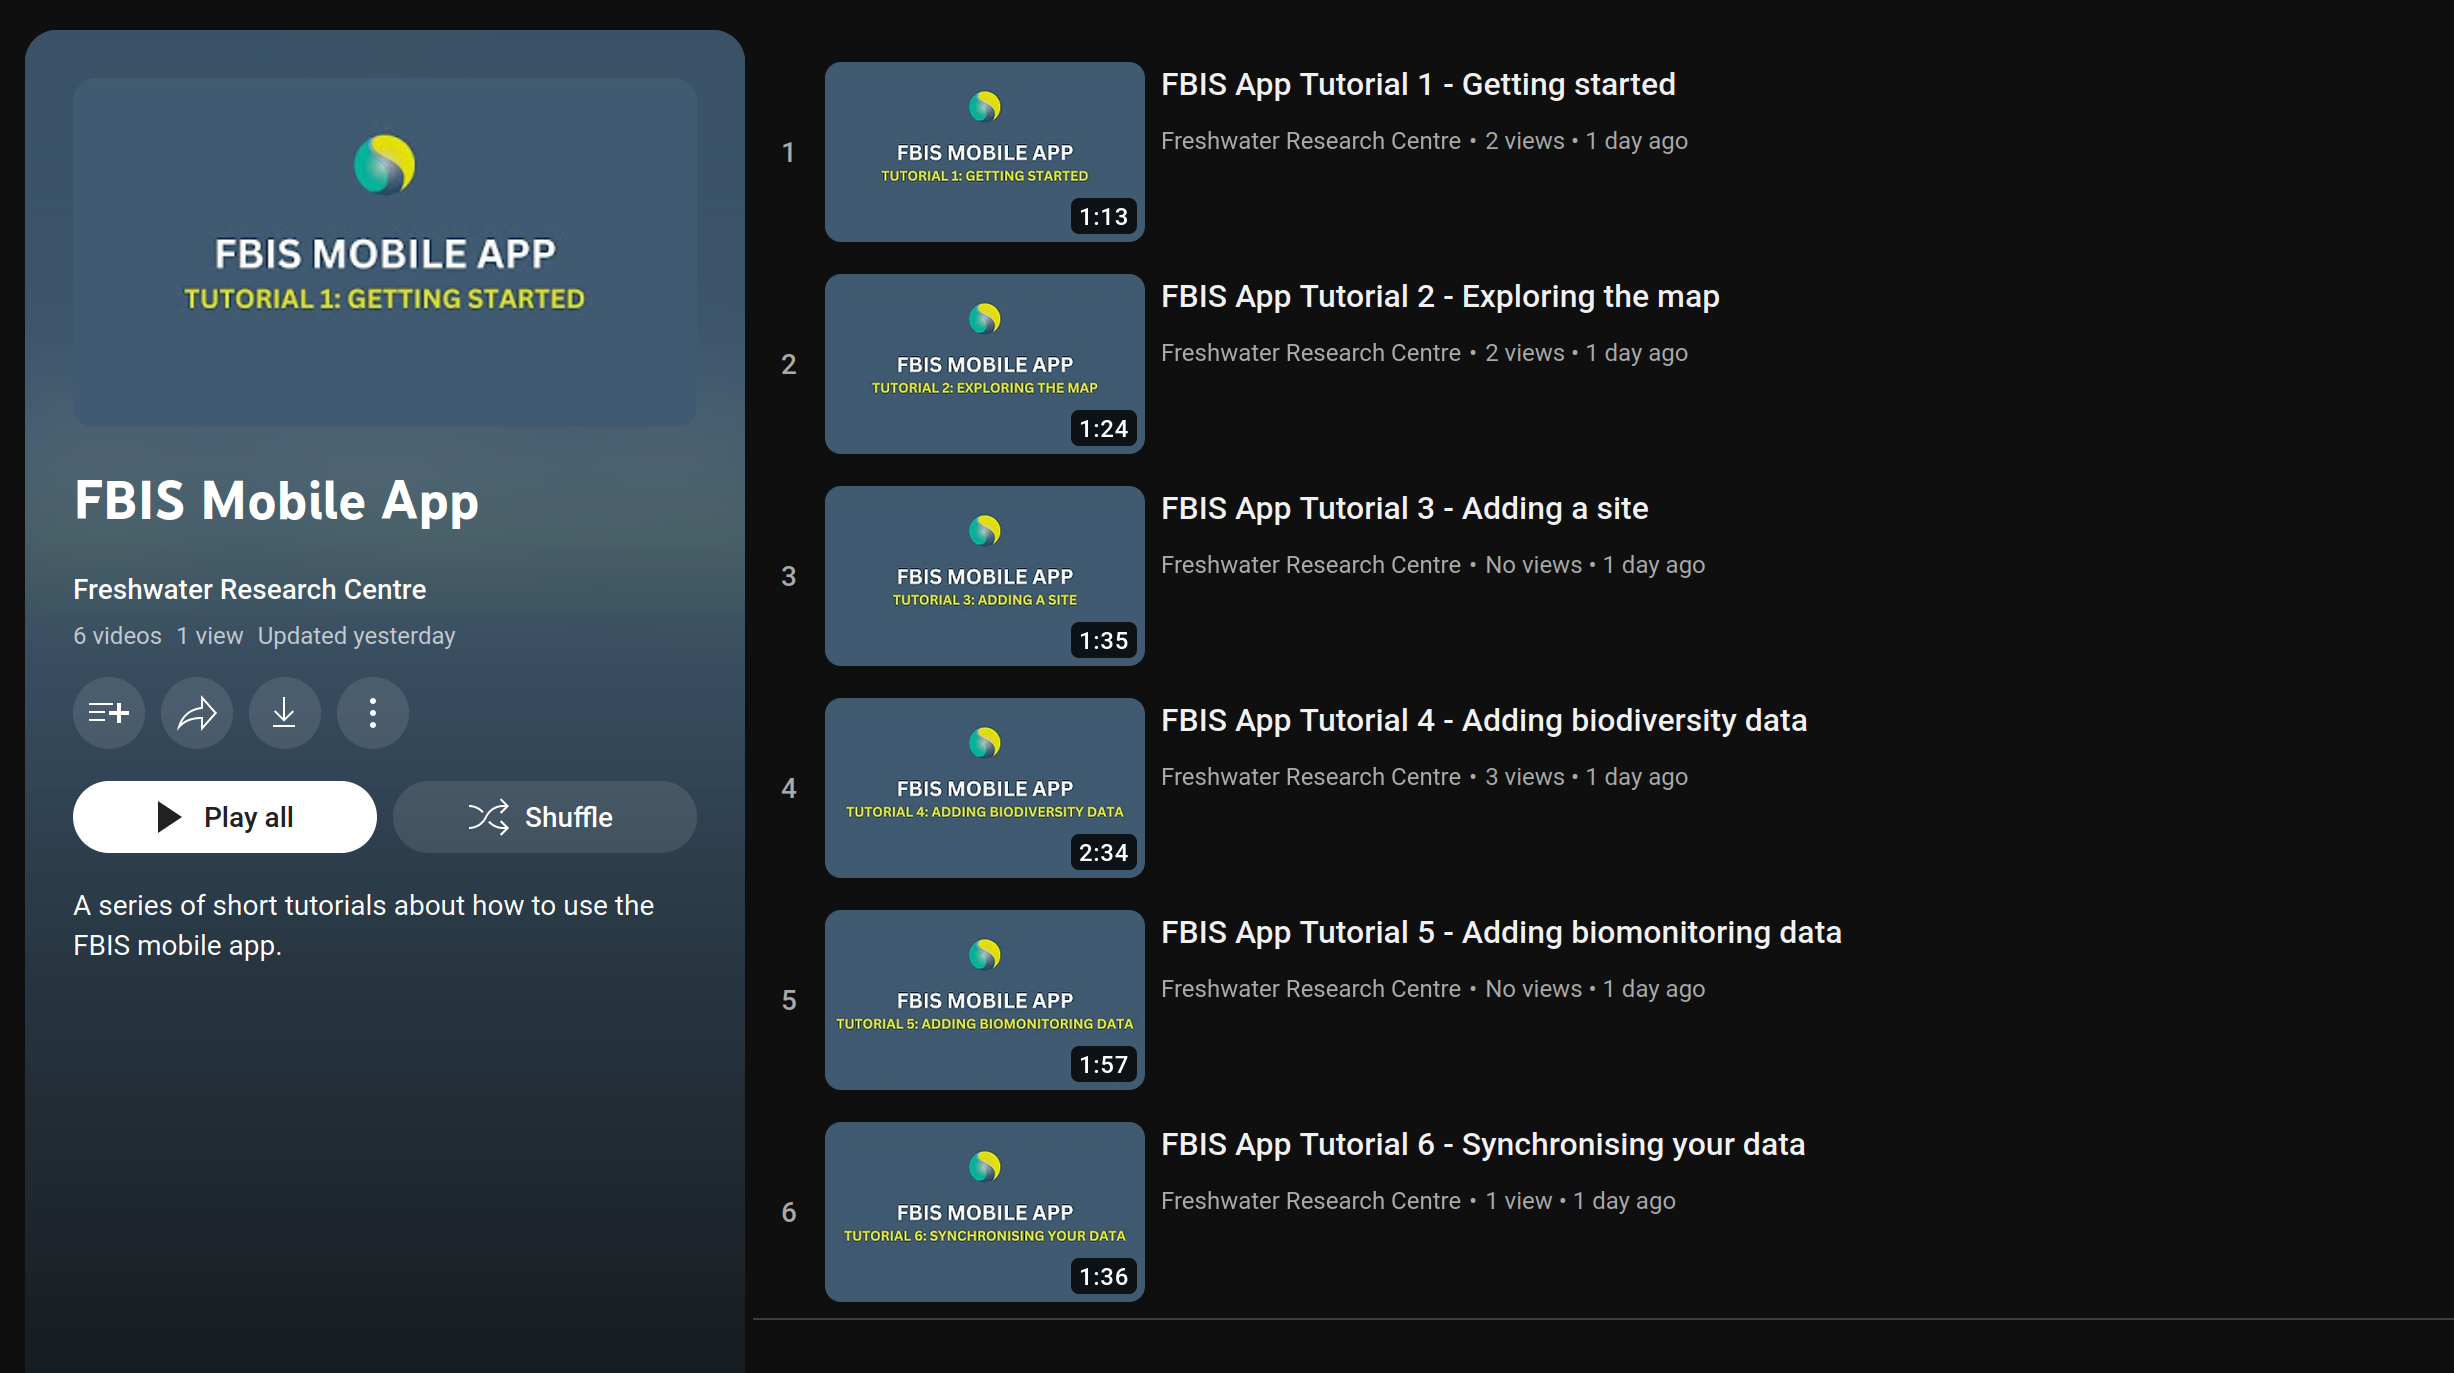 FBIS MOBILE APP
TUTORIAL 1: GETTING STARTED
FBIS Mobile App
Freshwater Research Centre
6 videos 1 view Updated yesterday
Play all
Shuffle
A series of short tutorials about how to use the
FBIS mobile app.
1
FBIS MOBILE APP
TUTORIAL 1: GETTING STARTED
1:13
FBIS App Tutorial 1 - Getting started
Freshwater Research Centre • 2 views • 1 day ago
2
FBIS MOBILE APP
TUTORIAL 2: EXPLORING THE MAP
1:24
FBIS App Tutorial 2 - Exploring the map
Freshwater Research Centre • 2 views • 1 day ago
3
FBIS MOBILE APP
TUTORIAL 3: ADDING A SITE
1:35
FBIS App Tutorial 3 - Adding a site
Freshwater Research Centre • No views • 1 day ago
4
FBIS MOBILE APP
TUTORIAL 4: ADDING BIODIVERSITY DATA
2:34
FBIS App Tutorial 4 - Adding biodiversity data
Freshwater Research Centre • 3 views • 1 day ago
5
FBIS MOBILE APP
TUTORIAL 5: ADDING BIOMONITORING DATA
1:57
FBIS App Tutorial 5 - Adding biomonitoring data
Freshwater Research Centre • No views • 1 day ago
6
FBIS MOBILE APP
TUTORIAL 6: SYNCHRONISING YOUR DATA
1:36
FBIS App Tutorial 6 - Synchronising your data
Freshwater Research Centre • 1 view • 1 day ago